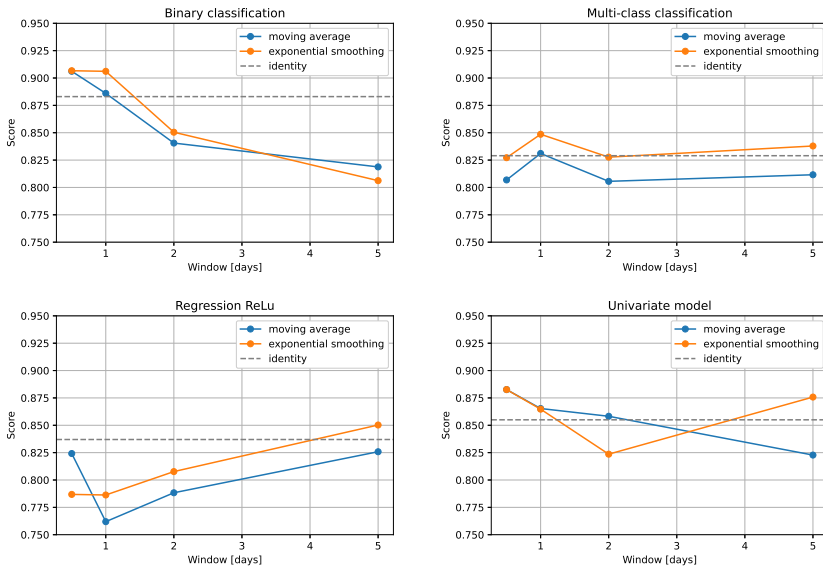 Binary classification
0.950
0.925
0.900
0.875
0.850
0.825
0.800
0.775
0.750
Score
moving average
exponential smoothing
identity
1 2 3 4 5
Window [days]
Multi-class classification
0.950
0.925
0.900
0.875
0.850
0.825
0.800
0.775
0.750
Score
moving average
exponential smoothing
identity
1 2 3 4 5
Window [days]
Regression ReLu
0.950
0.925
0.900
0.875
0.850
0.825
0.800
0.775
0.750
Score
moving average
exponential smoothing
identity
1 2 3 4 5
Window [days]
Univariate model
0.950
0.925
0.900
0.875
0.850
0.825
0.800
0.775
0.750
Score
moving average
exponential smoothing
identity
1 2 3 4 5
Window [days]